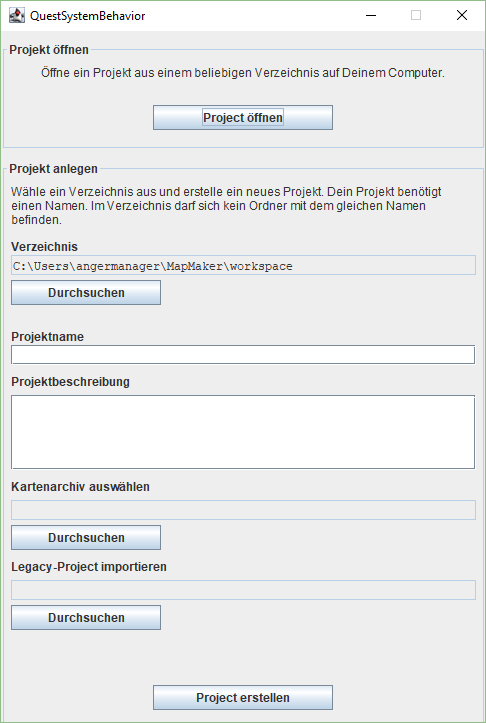 QuestSystemBehavior
Projekt öffnen
Öffne ein Projekt aus einem beliebigen Verzeichnis auf Deinem Computer.
Project öffnen
Projekt anlegen
Wähle ein Verzeichnis aus und erstelle ein neues Projekt. Dein Projekt benötigt
einen Namen. Im Verzeichnis darf sich kein Ordner mit dem gleichen Namen
befinden.
Verzeichnis
C:\Users\angermanager\MapMaker\workspace
Durchsuchen
Projektname
Projektbeschreibung
Kartenarchiv auswählen
Durchsuchen
Legacy-Project importieren
Durchsuchen
Project erstellen